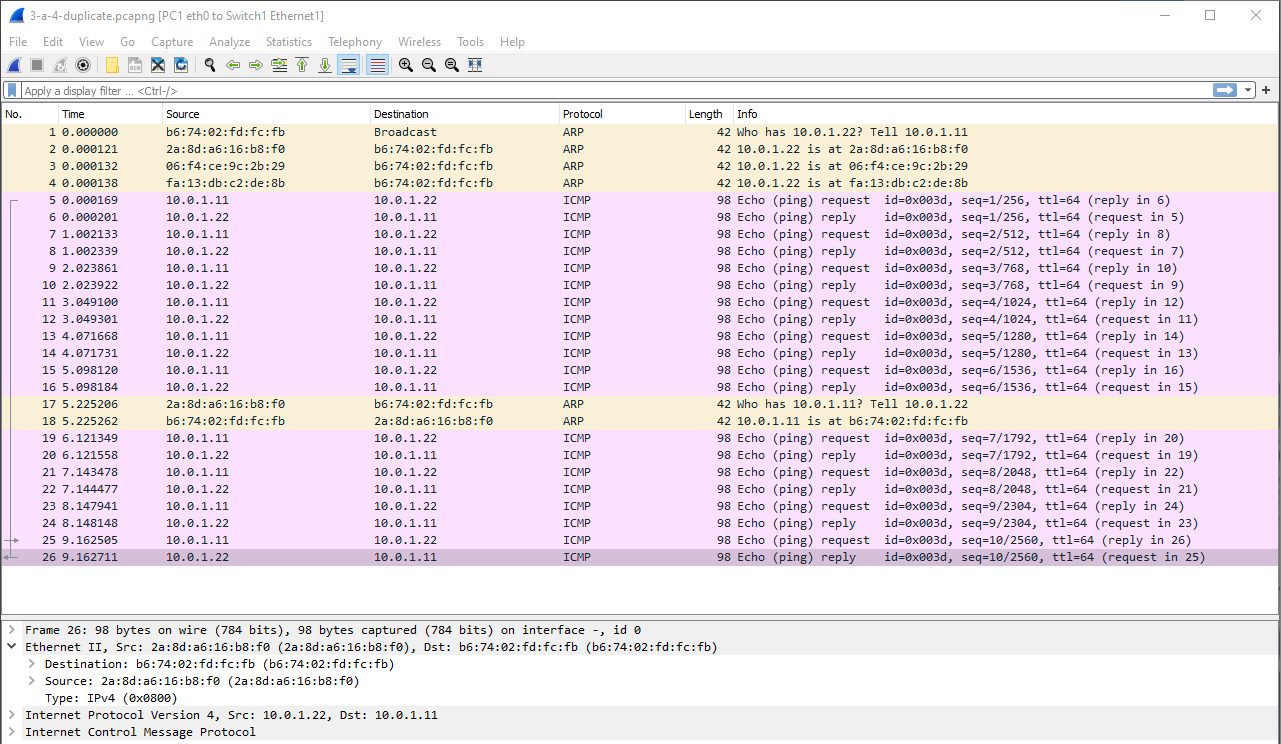 3-a-4-duplicate.pcapng [PC1 eth0 to Switch1 Ethernet1]
File Edit View Go Capture Analyze Statistics Telephony Wireless Tools Help
Apply a display filter ... <Ctrl-/>
No. Time Source Destination Protocol Length Info
1 0.000000 b6:74:02:fd:fc:fb Broadcast ARP 42 Who has 10.0.1.22? Tell 10.0.1.11
2 0.000121 2a:8d:a6:16:b8:f0 b6:74:02:fd:fc:fb ARP 42 10.0.1.22 is at 2a:8d:a6:16:b8:f0
3 0.000132 06:f4:ce:9c:2b:29 b6:74:02:fd:fc:fb ARP 42 10.0.1.22 is at 06:f4:ce:9c:2b:29
4 0.000138 fa:13:db:c2:de:8b b6:74:02:fd:fc:fb ARP 42 10.0.1.22 is at fa:13:db:c2:de:8b
5 0.000169 10.0.1.11 10.0.1.22 ICMP 98 Echo (ping) request id=0x003d, seq=1/256, ttl=64 (reply in 6)
6 0.000201 10.0.1.22 10.0.1.11 ICMP 98 Echo (ping) reply id=0x003d, seq=1/256, ttl=64 (request in 5)
7 1.002133 10.0.1.11 10.0.1.22 ICMP 98 Echo (ping) request id=0x003d, seq=2/512, ttl=64 (reply in 8)
8 1.002339 10.0.1.22 10.0.1.11 ICMP 98 Echo (ping) reply id=0x003d, seq=2/512, ttl=64 (request in 7)
9 2.023861 10.0.1.11 10.0.1.22 ICMP 98 Echo (ping) request id=0x003d, seq=3/768, ttl=64 (reply in 10)
10 2.023922 10.0.1.22 10.0.1.11 ICMP 98 Echo (ping) reply id=0x003d, seq=3/768, ttl=64 (request in 9)
11 3.049100 10.0.1.11 10.0.1.22 ICMP 98 Echo (ping) request id=0x003d, seq=4/1024, ttl=64 (reply in 12)
12 3.049301 10.0.1.22 10.0.1.11 ICMP 98 Echo (ping) reply id=0x003d, seq=4/1024, ttl=64 (request in 11)
13 4.071668 10.0.1.11 10.0.1.22 ICMP 98 Echo (ping) request id=0x003d, seq=5/1280, ttl=64 (reply in 14)
14 4.071731 10.0.1.22 10.0.1.11 ICMP 98 Echo (ping) reply id=0x003d, seq=5/1280, ttl=64 (request in 13)
15 5.098120 10.0.1.11 10.0.1.22 ICMP 98 Echo (ping) request id=0x003d, seq=6/1536, ttl=64 (reply in 16)
16 5.098184 10.0.1.22 10.0.1.11 ICMP 98 Echo (ping) reply id=0x003d, seq=6/1536, ttl=64 (request in 15)
17 5.225206 2a:8d:a6:16:b8:f0 b6:74:02:fd:fc:fb ARP 42 Who has 10.0.1.11? Tell 10.0.1.22
18 5.225262 b6:74:02:fd:fc:fb 2a:8d:a6:16:b8:f0 ARP 42 10.0.1.11 is at b6:74:02:fd:fc:fb
19 6.121349 10.0.1.11 10.0.1.22 ICMP 98 Echo (ping) request id=0x003d, seq=7/1792, ttl=64 (reply in 20)
20 6.121558 10.0.1.22 10.0.1.11 ICMP 98 Echo (ping) reply id=0x003d, seq=7/1792, ttl=64 (request in 19)
21 7.143478 10.0.1.11 10.0.1.22 ICMP 98 Echo (ping) request id=0x003d, seq=8/2048, ttl=64 (reply in 22)
22 7.144477 10.0.1.22 10.0.1.11 ICMP 98 Echo (ping) reply id=0x003d, seq=8/2048, ttl=64 (request in 21)
23 8.147941 10.0.1.11 10.0.1.22 ICMP 98 Echo (ping) request id=0x003d, seq=9/2304, ttl=64 (reply in 24)
24 8.148148 10.0.1.22 10.0.1.11 ICMP 98 Echo (ping) reply id=0x003d, seq=9/2304, ttl=64 (request in 23)
25 9.162505 10.0.1.11 10.0.1.22 ICMP 98 Echo (ping) request id=0x003d, seq=10/2560, ttl=64 (reply in 26)
26 9.162711 10.0.1.22 10.0.1.11 ICMP 98 Echo (ping) reply id=0x003d, seq=10/2560, ttl=64 (request in 25)
Frame 26: 98 bytes on wire (784 bits), 98 bytes captured (784 bits) on interface -, id 0
Ethernet II, Src: 2a:8d:a6:16:b8:f0 (2a:8d:a6:16:b8:f0), Dst: b6:74:02:fd:fc:fb (b6:74:02:fd:fc:fb)
Destination: b6:74:02:fd:fc:fb (b6:74:02:fd:fc:fb)
Source: 2a:8d:a6:16:b8:f0 (2a:8d:a6:16:b8:f0)
Type: IPv4 (0x0800)
Internet Protocol Version 4, Src: 10.0.1.22, Dst: 10.0.1.11
Internet Control Message Protocol